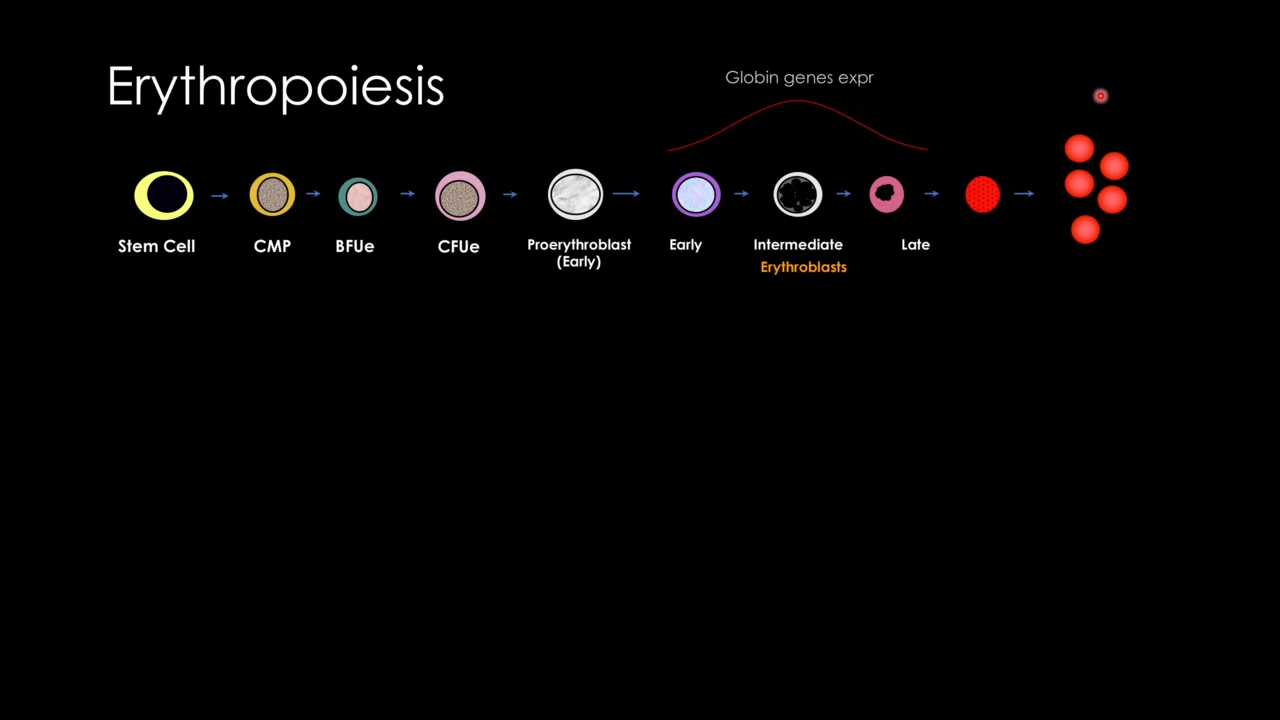 Erythropoiesis
Globin genes expr
Stem Cell
CMP
BFUe
CFUe
Proerythroblast
(Early)
Early
Intermediate
Late
Erythroblasts